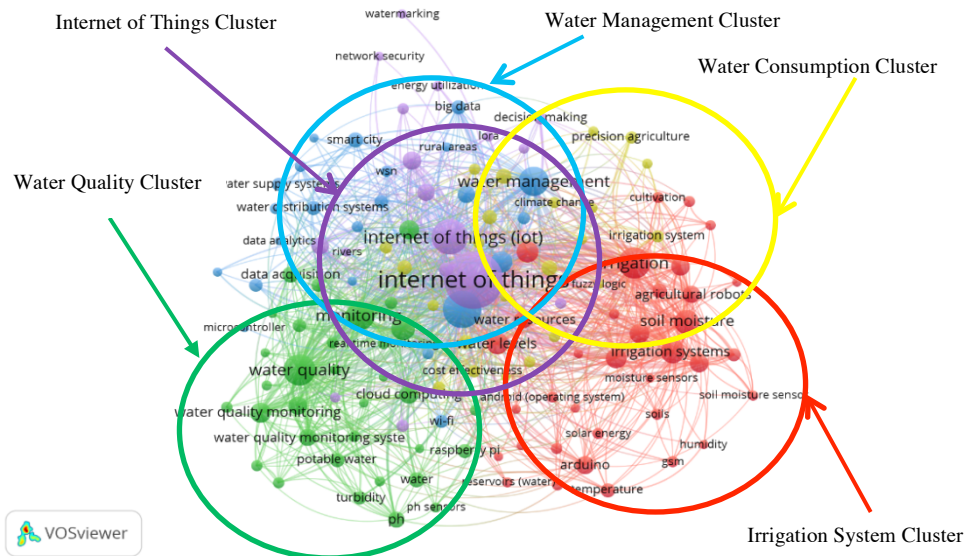 watermarking
Internet of Things Cluster
Water Management Cluster
network security
Water Consumption Cluster
energy utilization
big data
decision making
smart city
lora
precision agriculture
rural areas
Water Quality Cluster
wsn
water management
water supply systems
cultivation
climate change
water distribution systems
data analytics
internet of things (iot)
irrigation system
rivers
data acquisition
internet of things
fuzzy logic
irrigation
agricultural robots
monitoring
water resources
soil moisture
microcontroller
real time monitoring
water levels
irrigation systems
water quality
cost effectiveness
moisture sensors
cloud computing
android (operating system)
soil moisture senso
water quality monitoring
wi-fi
soils
water quality monitoring syste
solar energy
humidity
potable water
raspberry pi
arduino
gsm
water
reservoirs (water)
temperature
turbidity
ph sensors
ph
VOSviewer
Irrigation System Cluster